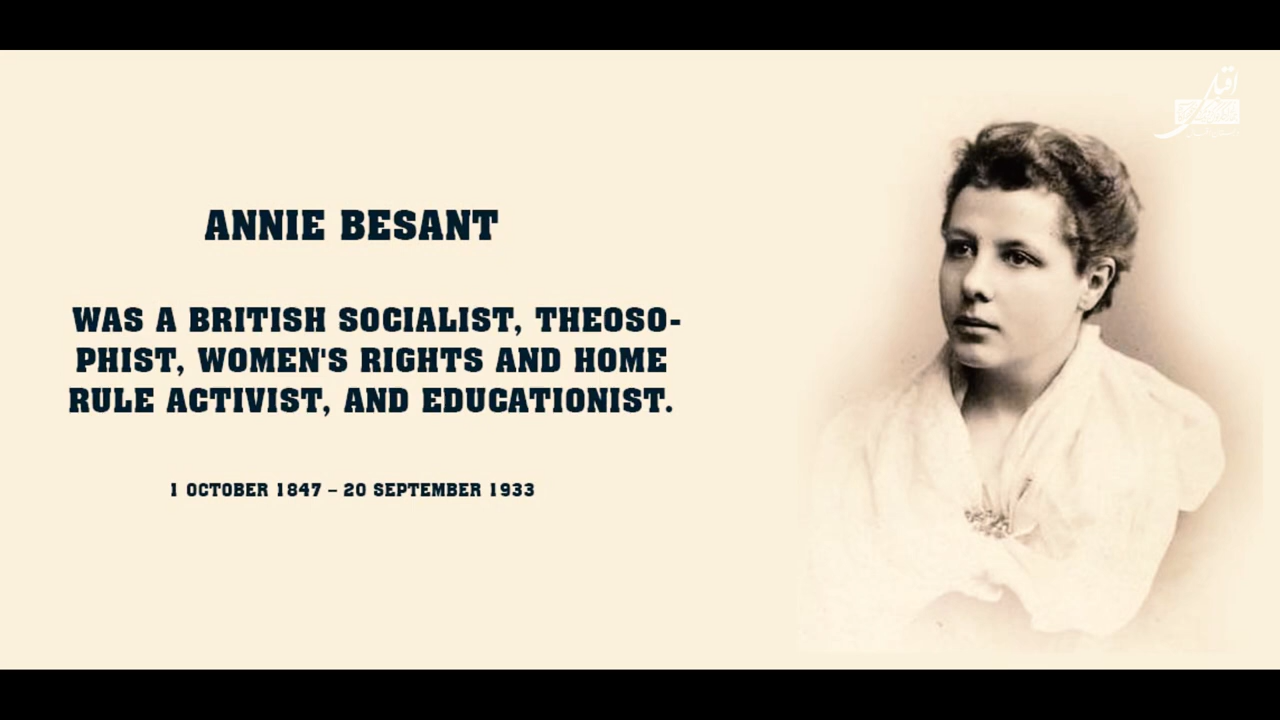 ANNIE BESANT
WAS A BRITISH SOCIALIST, THEOSO-
PHIST, WOMEN'S RIGHTS AND HOME
RULE ACTIVIST, AND EDUCATIONIST.
1 OCTOBER 1847 – 20 SEPTEMBER 1933